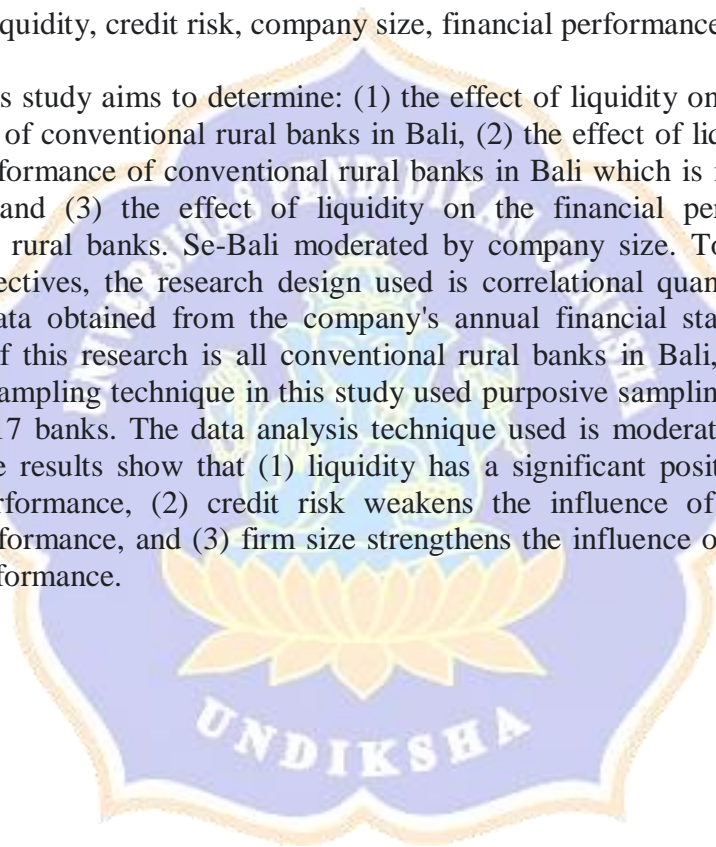 quidity, credit risk, company size, financial performance
s study aims to determine: (1) the effect of liquidity on
of conventional rural banks in Bali, (2) the effect of liq
formance of conventional rural banks in Bali which is
and (3) the effect of liquidity on the financial per
rural banks. Se-Bali moderated by company size. To
ectives, the research design used is correlational quan
ata obtained from the company's annual financial sta
f this research is all conventional rural banks in Bali,
ampling technique in this study used purposive samplin
17 banks. The data analysis technique used is moderat
e results show that (1) liquidity has a significant posit
rformance, (2) credit risk weakens the influence of
formance, and (3) firm size strengthens the influence o
formance.
UNIVERSITAS PENDIDIKAN GANESHA
UNDIKSHA